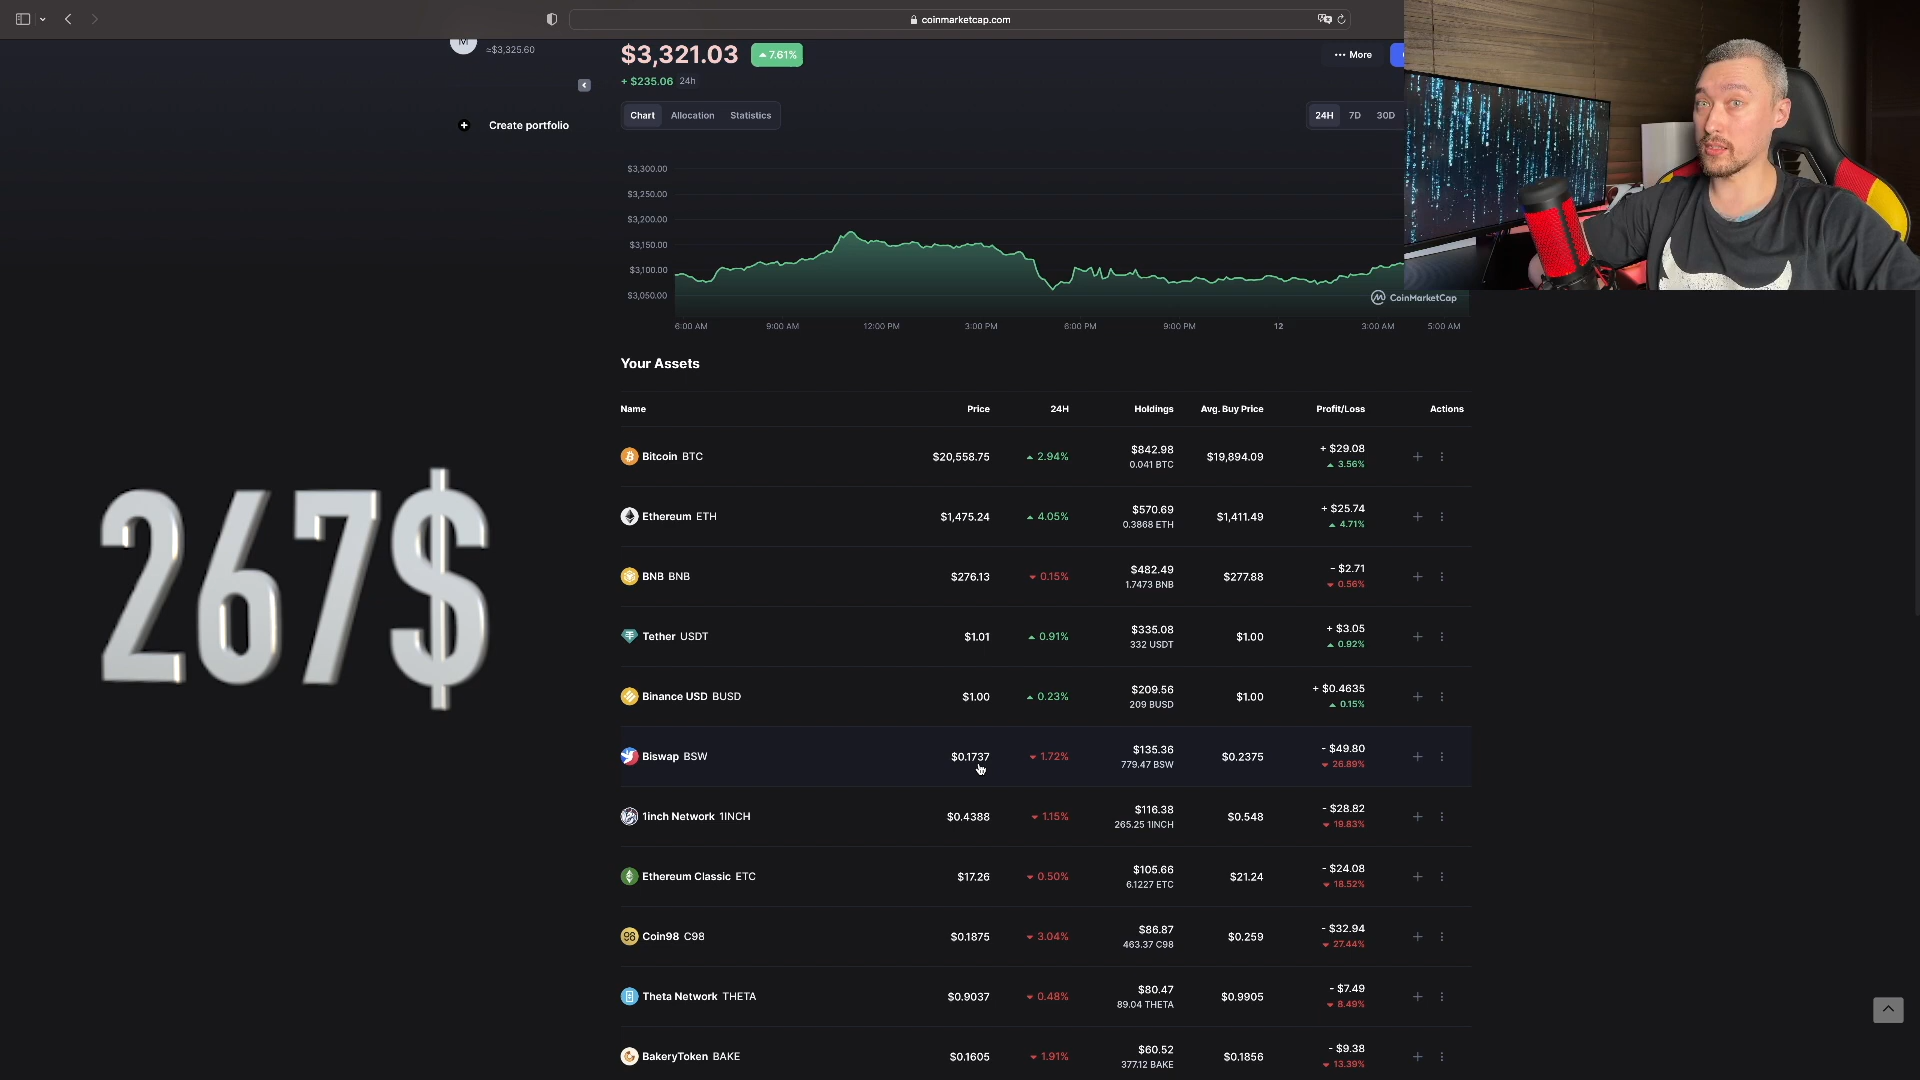 coinmarketcap.com
≈$3,325.60
$3,321.03 7.61%
More
+ $235.06 24h
Create portfolio
Chart Allocation Statistics
24H 7D 30D
$3,300.00
$3,250.00
$3,200.00
$3,150.00
$3,100.00
$3,050.00
CoinMarketCap
6:00 AM 9:00 AM 12:00 PM 3:00 PM 6:00 PM 9:00 PM 12 3:00 AM 5:00 AM
267$
Your Assets
Name Price 24H Holdings Avg. Buy Price Profit/Loss Actions
Bitcoin BTC $20,558.75 2.94% $842.98 $19,894.09 + $29.08
0.041 BTC 3.56%
Ethereum ETH $1,475.24 4.05% $570.69 $1,411.49 + $25.74
0.3868 ETH 4.71%
BNB BNB $276.13 0.15% $482.49 $277.88 - $2.71
1.7473 BNB 0.56%
Tether USDT $1.01 0.91% $335.08 $1.00 + $3.05
332 USDT 0.92%
Binance USD BUSD $1.00 0.23% $209.56 $1.00 + $0.4635
209 BUSD 0.15%
Biswap BSW $0.1737 1.72% $135.36 $0.2375 - $49.80
779.47 BSW 26.89%
1inch Network 1INCH $0.4388 1.15% $116.38 $0.548 - $28.82
265.25 1INCH 19.83%
Ethereum Classic ETC $17.26 0.50% $105.66 $21.24 - $24.08
6.1227 ETC 18.52%
Coin98 C98 $0.1875 3.04% $86.87 $0.259 - $32.94
463.37 C98 27.44%
Theta Network THETA $0.9037 0.48% $80.47 $0.9905 - $7.49
89.04 THETA 8.49%
BakeryToken BAKE $0.1605 1.91% $60.52 $0.1856 - $9.38
377.12 BAKE 13.39%